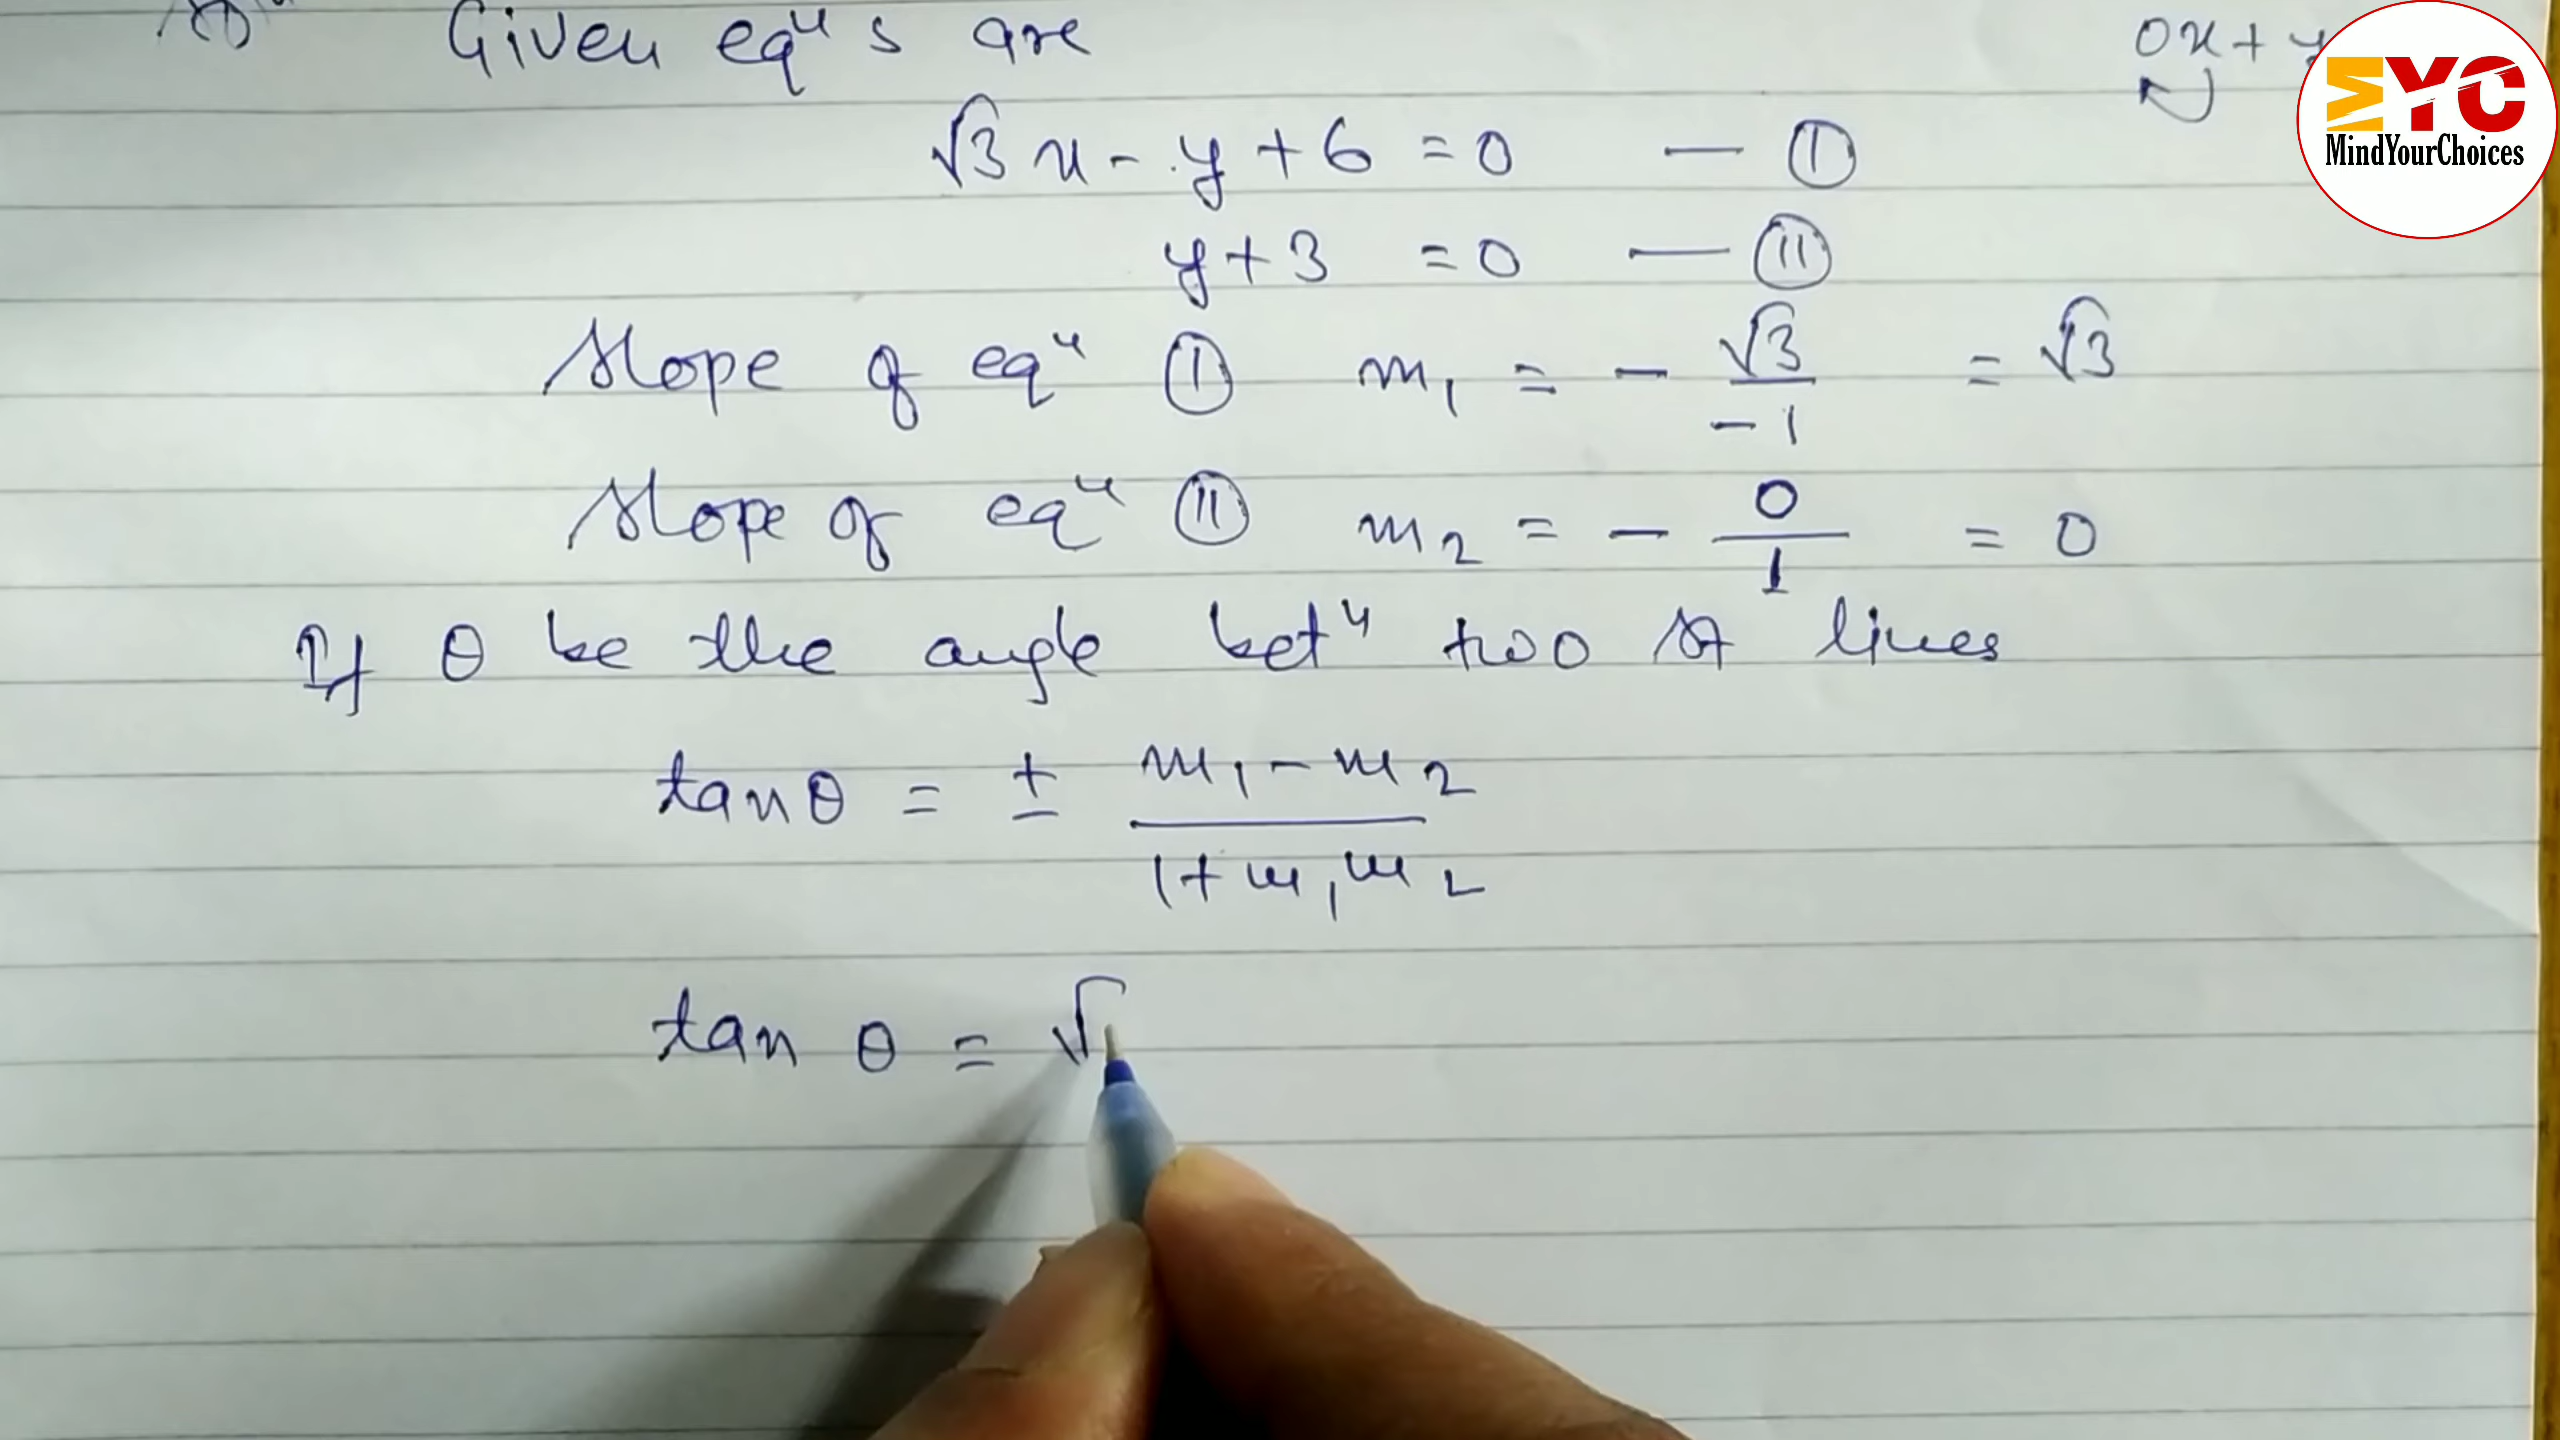 Given eqⁿs are
0x + y
MYC
MindYourChoices
√3 x - y + 6 = 0 — (I)
y + 3 = 0 — (II)
Slope of eqⁿ (I) m₁ = - √3/-1 = √3
Slope of eqⁿ (II) m₂ = - 0/1 = 0
If θ be the angle betⁿ two st lines
tanθ = ± m₁ - m₂ / 1 + m₁m₂
tan θ = √